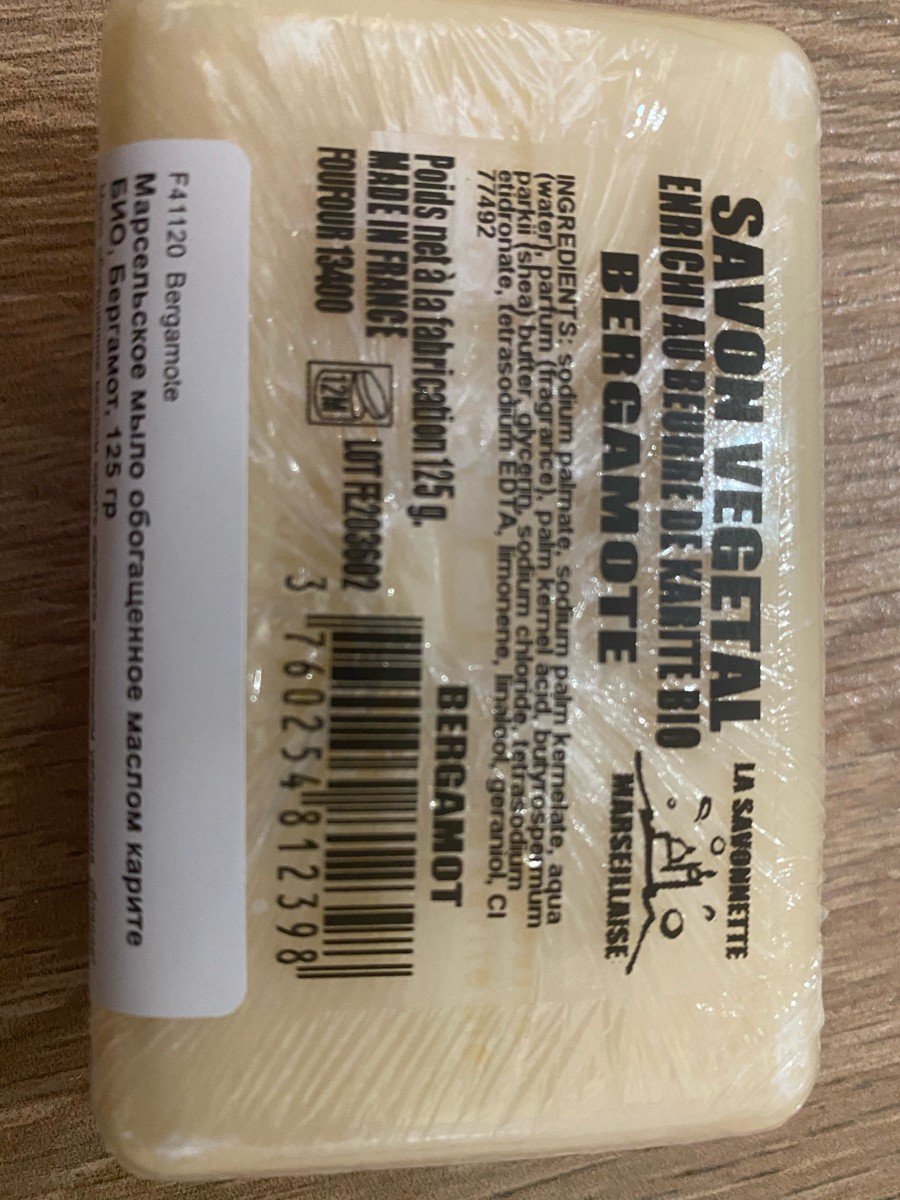 SAVON VEGETAL
ENRICHI AU BEURRE DE KARITE BIO
BERGAMOTE
LA SAVONNETTE
MARSEILLAISE
INGREDIENTS: sodium palmate, sodium palm kernelate, aqua
(water), parfum (fragrance), palm kernel acid, butyrospermum
parkii (shea) butter, glycerin, sodium chloride, tetrasodium
etidronate, tetrasodium EDTA, limonene, linalool, geraniol, CI
77492
Poids net à la fabrication 125 g.
MADE IN FRANCE
FOUFOUR 13400
12M
LOT FL203602
BERGAMOT
3 760254 812398
F41120 Bergamote
Марсельское мыло обогащенное маслом карите
БИО, Бергамот, 125 гр